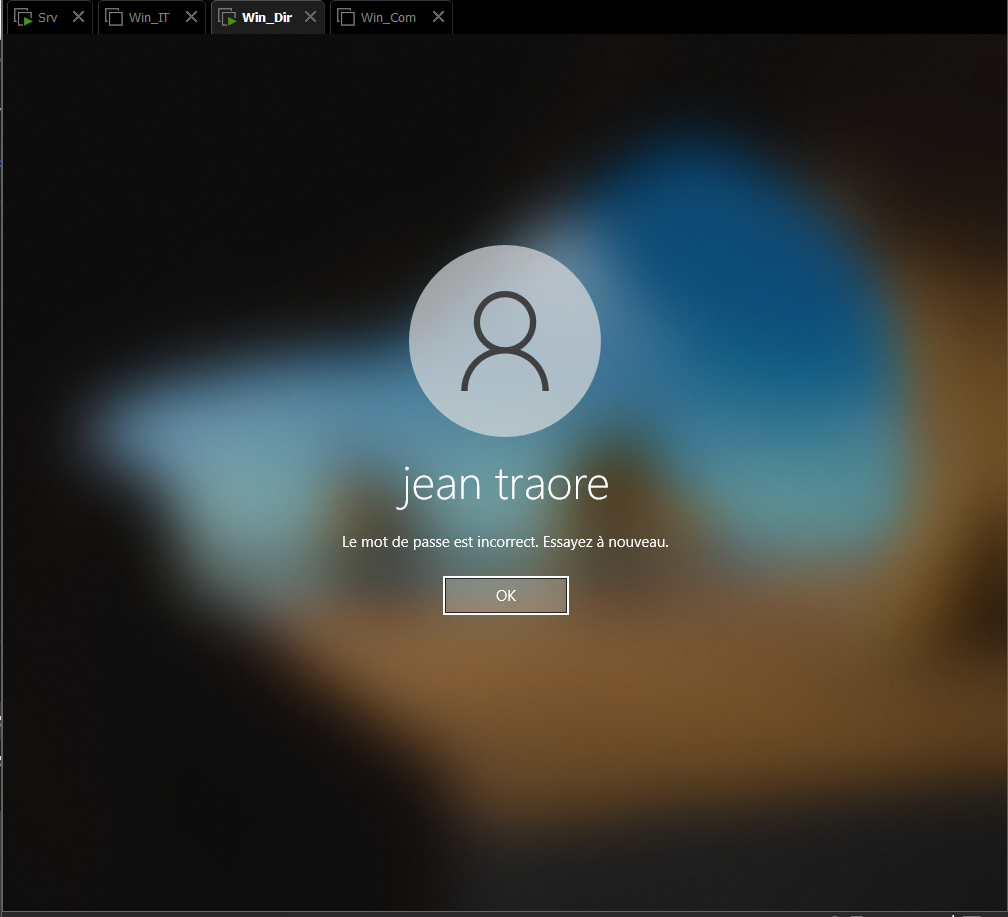 Srv Win_IT Win_Dir Win_Com
jean traore
Le mot de passe est incorrect. Essayez à nouveau.
OK